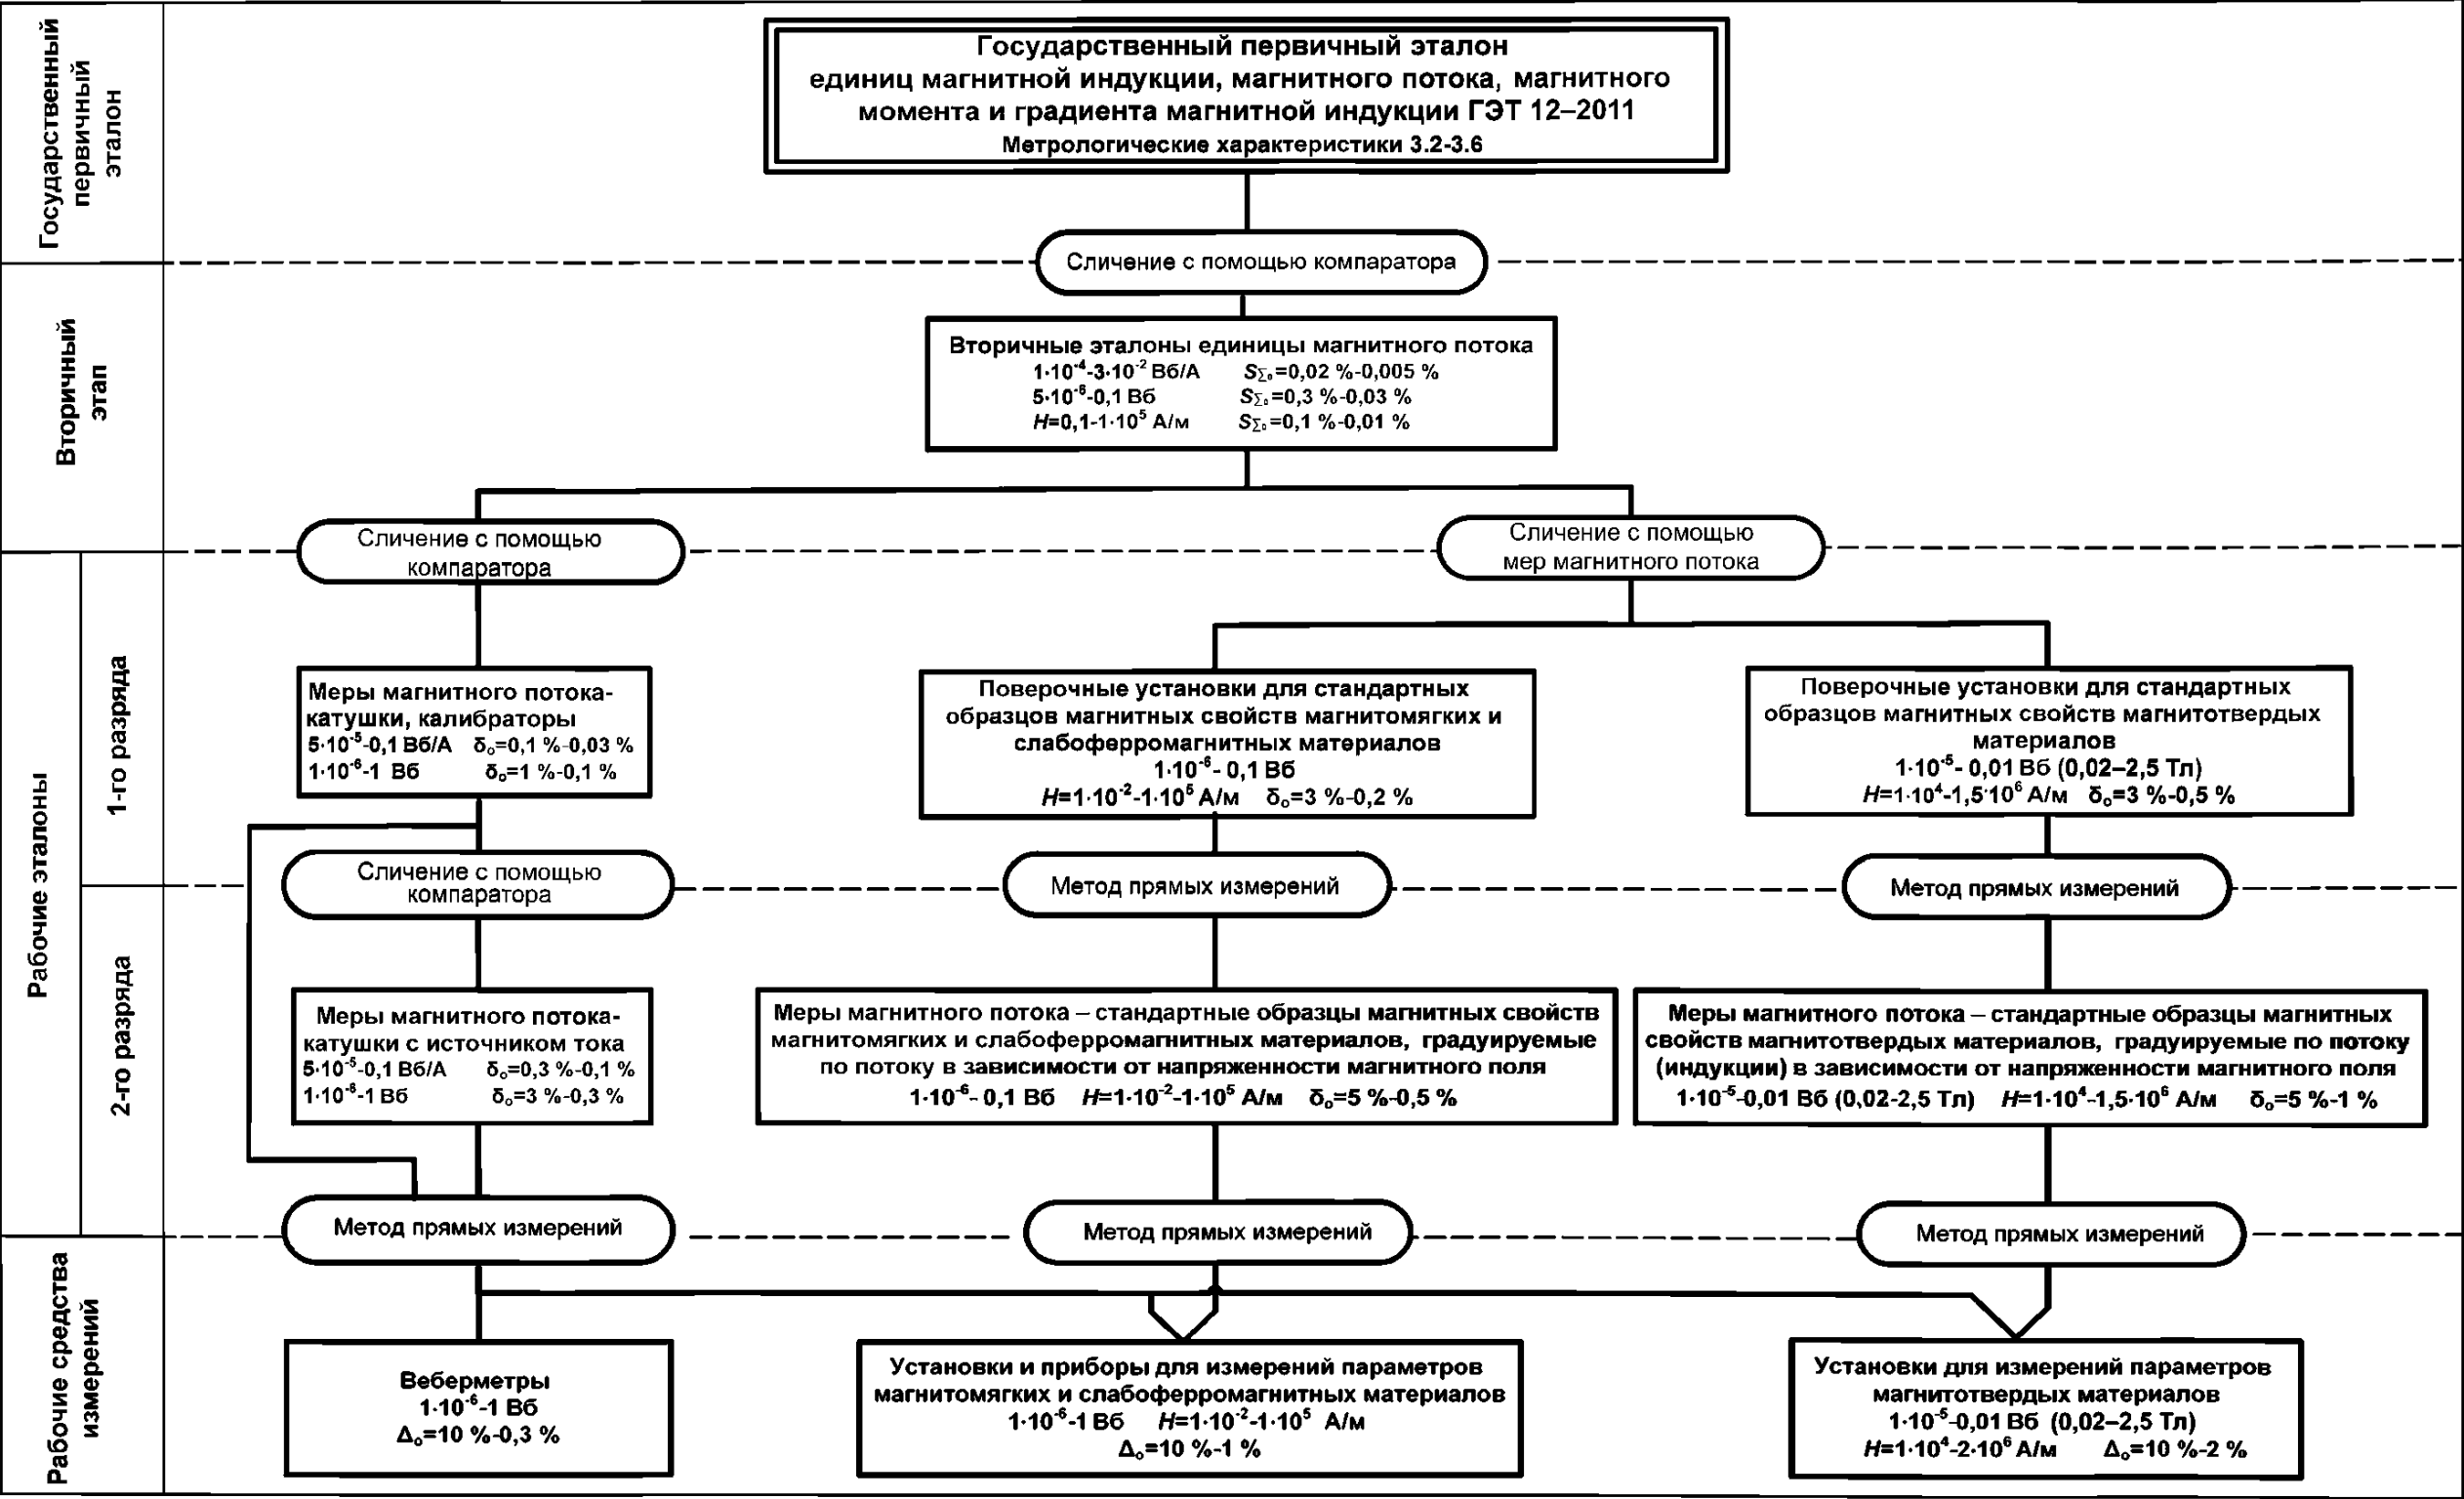 Государственный
первичный
эталон
Государственный первичный эталон
единиц магнитной индукции, магнитного потока, магнитного
момента и градиента магнитной индукции ГЭТ 12–2011
Метрологические характеристики 3.2-3.6
Сличение с помощью компаратора
Вторичный
этап
Вторичные эталоны единицы магнитного потока
1·10⁻⁴-3·10⁻² Вб/А S_Σ₀=0,02 %-0,005 %
5·10⁻⁶-0,1 Вб S_Σ₀=0,3 %-0,03 %
H=0,1-1·10⁵ А/м S_Σ₀=0,1 %-0,01 %
Сличение с помощью
компаратора
Сличение с помощью
мер магнитного потока
Рабочие эталоны
1-го разряда
Меры магнитного потока-
катушки, калибраторы
5·10⁻⁵-0,1 Вб/А δₒ=0,1 %-0,03 %
1·10⁻⁶-1 Вб δₒ=1 %-0,1 %
Поверочные установки для стандартных
образцов магнитных свойств магнитомягких и
слабоферромагнитных материалов
1·10⁻⁶- 0,1 Вб
H=1·10⁻²-1·10⁵ А/м δₒ=3 %-0,2 %
Поверочные установки для стандартных
образцов магнитных свойств магнитотвердых
материалов
1·10⁻⁵- 0,01 Вб (0,02–2,5 Тл)
H=1·10⁴-1,5·10⁶ А/м δₒ=3 %-0,5 %
Сличение с помощью
компаратора
Метод прямых измерений
Метод прямых измерений
2-го разряда
Меры магнитного потока-
катушки с источником тока
5·10⁻⁵-0,1 Вб/А δₒ=0,3 %-0,1 %
1·10⁻⁶-1 Вб δₒ=3 %-0,3 %
Меры магнитного потока – стандартные образцы магнитных свойств
магнитомягких и слабоферромагнитных материалов, градуируемые
по потоку в зависимости от напряженности магнитного поля
1·10⁻⁶- 0,1 Вб H=1·10⁻²-1·10⁵ А/м δₒ=5 %-0,5 %
Меры магнитного потока – стандартные образцы магнитных
свойств магнитотвердых материалов, градуируемые по потоку
(индукции) в зависимости от напряженности магнитного поля
1·10⁻⁵-0,01 Вб (0,02-2,5 Тл) H=1·10⁴-1,5·10⁶ А/м δₒ=5 %-1 %
Метод прямых измерений
Метод прямых измерений
Метод прямых измерений
Рабочие средства
измерений
Веберметры
1·10⁻⁶-1 Вб
Δₒ=10 %-0,3 %
Установки и приборы для измерений параметров
магнитомягких и слабоферромагнитных материалов
1·10⁻⁶-1 Вб H=1·10⁻²-1·10⁵ А/м
Δₒ=10 %-1 %
Установки для измерений параметров
магнитотвердых материалов
1·10⁻⁵-0,01 Вб (0,02–2,5 Тл)
H=1·10⁴-2·10⁶ А/м Δₒ=10 %-2 %